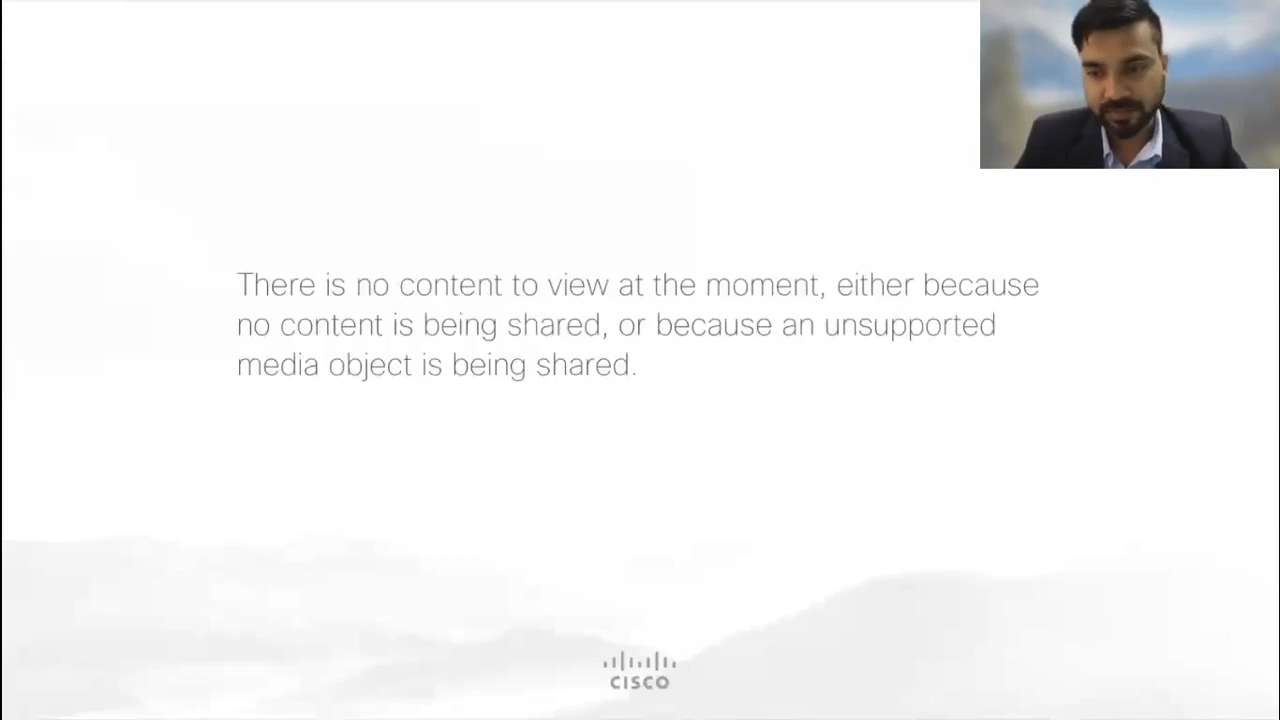 There is no content to view at the moment, either because
no content is being shared, or because an unsupported
media object is being shared.
CISCO